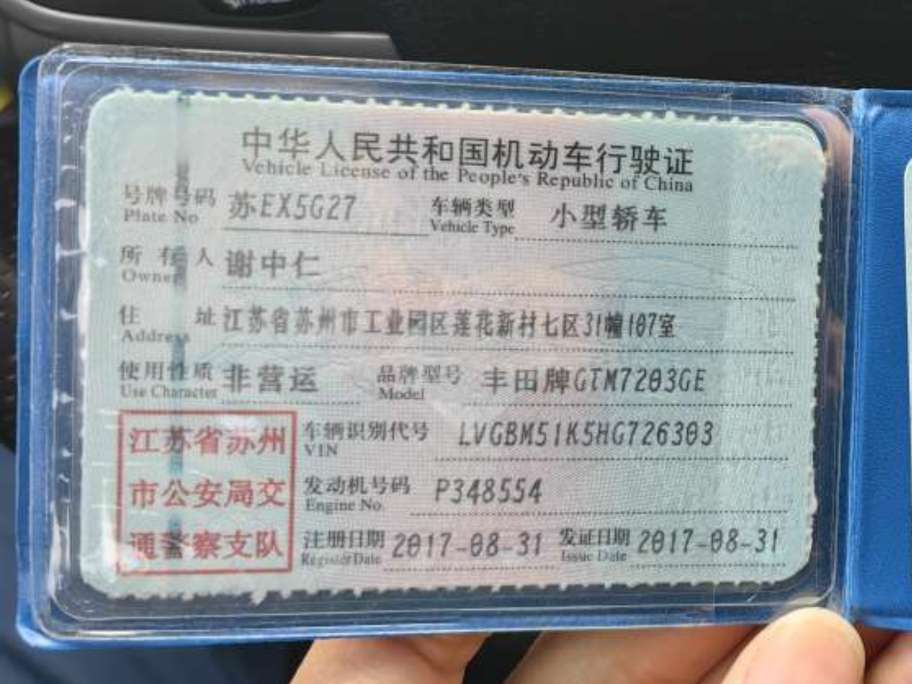 中华人民共和国机动车行驶证
Vehicle License of the People's Republic of China
号牌号码 苏EX5G27 车辆类型 小型轿车
Plate No Vehicle Type
所有人 谢中仁
Owner
住址 江苏省苏州市工业园区莲花新村七区31幢107室
Address
使用性质 非营运 品牌型号 丰田牌GTM7203GE
Use Character Model
江苏省苏州 车辆识别代号 LVGBM51K5HG726303
VIN
市公安局交 发动机号码 P348554
Engine No.
通警察支队 注册日期 2017-08-31 发证日期 2017-08-31
Register Date Issue Date